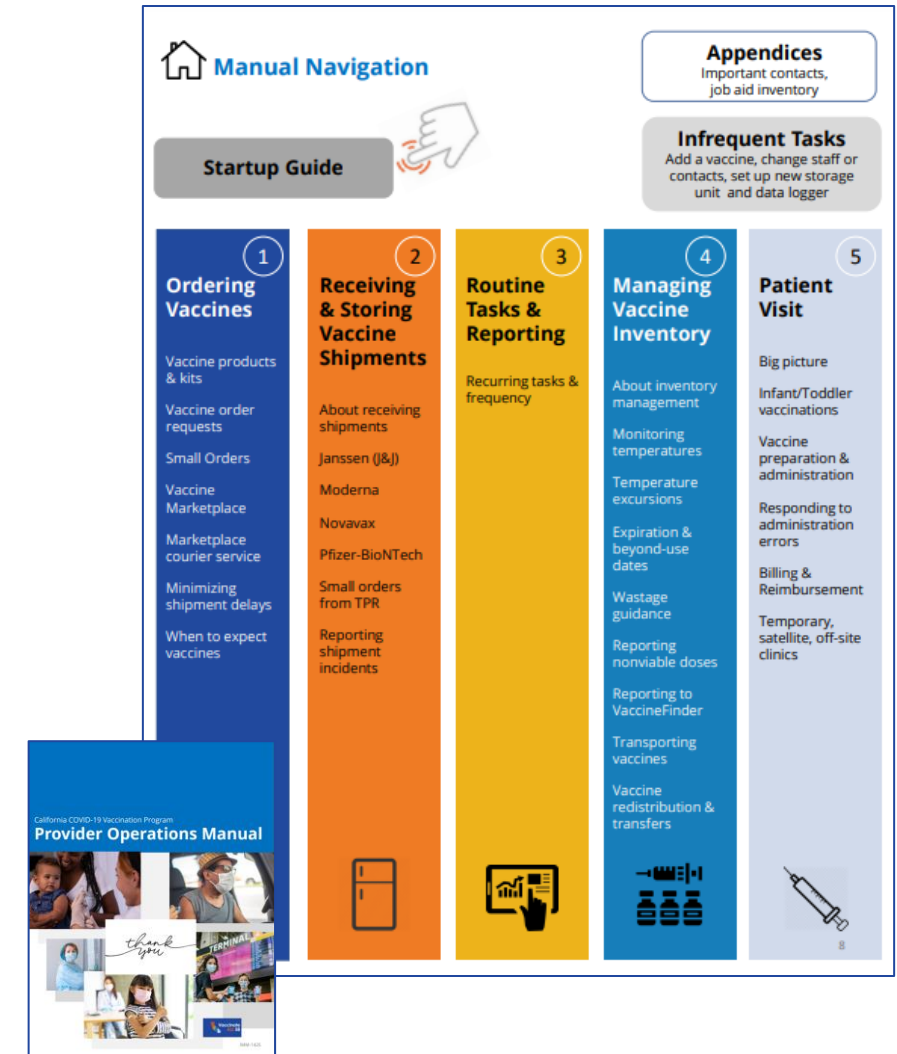 Manual Navigation
Appendices
Important contacts,
job aid inventory
Startup Guide
Infrequent Tasks
Add a vaccine, change staff or
contacts, set up new storage
unit and data logger
1
Ordering
Vaccines
Vaccine products
& kits
Vaccine order
requests
Small Orders
Vaccine
Marketplace
Marketplace
courier service
Minimizing
shipment delays
When to expect
vaccines
2
Receiving
& Storing
Vaccine
Shipments
About receiving
shipments
Janssen (J&J)
Moderna
Novavax
Pfizer-BioNTech
Small orders
from TPR
Reporting
shipment
incidents
3
Routine
Tasks &
Reporting
Recurring tasks &
frequency
4
Managing
Vaccine
Inventory
About inventory
management
Monitoring
temperatures
Temperature
excursions
Expiration &
beyond-use
dates
Wastage
guidance
Reporting
nonviable doses
Reporting to
VaccineFinder
Transporting
vaccines
Vaccine
redistribution &
transfers
5
Patient
Visit
Big picture
Infant/Toddler
vaccinations
Vaccine
preparation &
administration
Responding to
administration
errors
Billing &
Reimbursement
Temporary,
satellite, off-site
clinics
8
California COVID-19 Vaccination Program
Provider Operations Manual
thank
you
TERMINAL